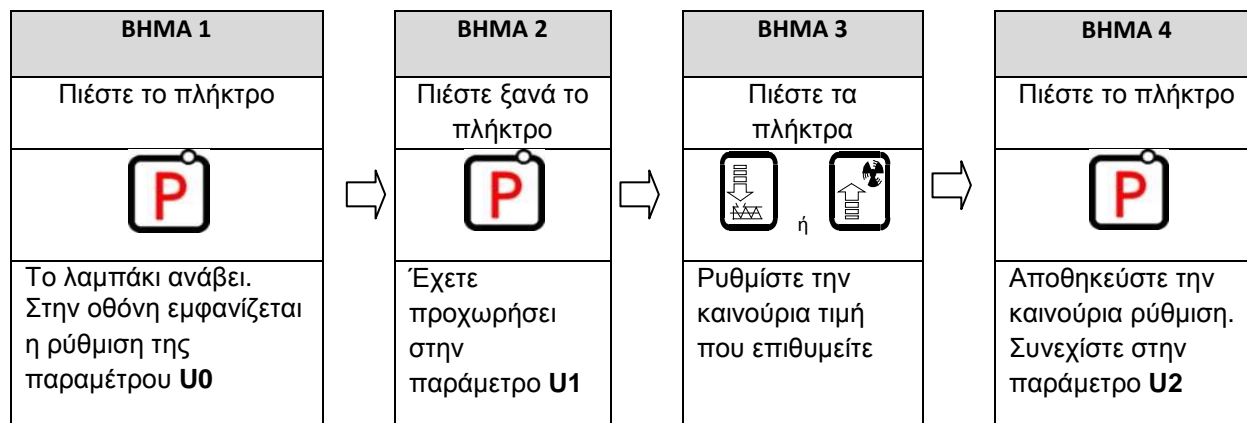 ΒΗΜΑ 1
Πιέστε το πλήκτρο
P
Το λαμπάκι ανάβει.
Στην οθόνη εμφανίζεται
η ρύθμιση της
παραμέτρου U0
ΒΗΜΑ 2
Πιέστε ξανά το
πλήκτρο
P
Έχετε
προχωρήσει
στην
παράμετρο U1
ΒΗΜΑ 3
Πιέστε τα
πλήκτρα
ή
Ρυθμίστε την
καινούρια τιμή
που επιθυμείτε
ΒΗΜΑ 4
Πιέστε το πλήκτρο
P
Αποθηκεύστε την
καινούρια ρύθμιση.
Συνεχίστε στην
παράμετρο U2